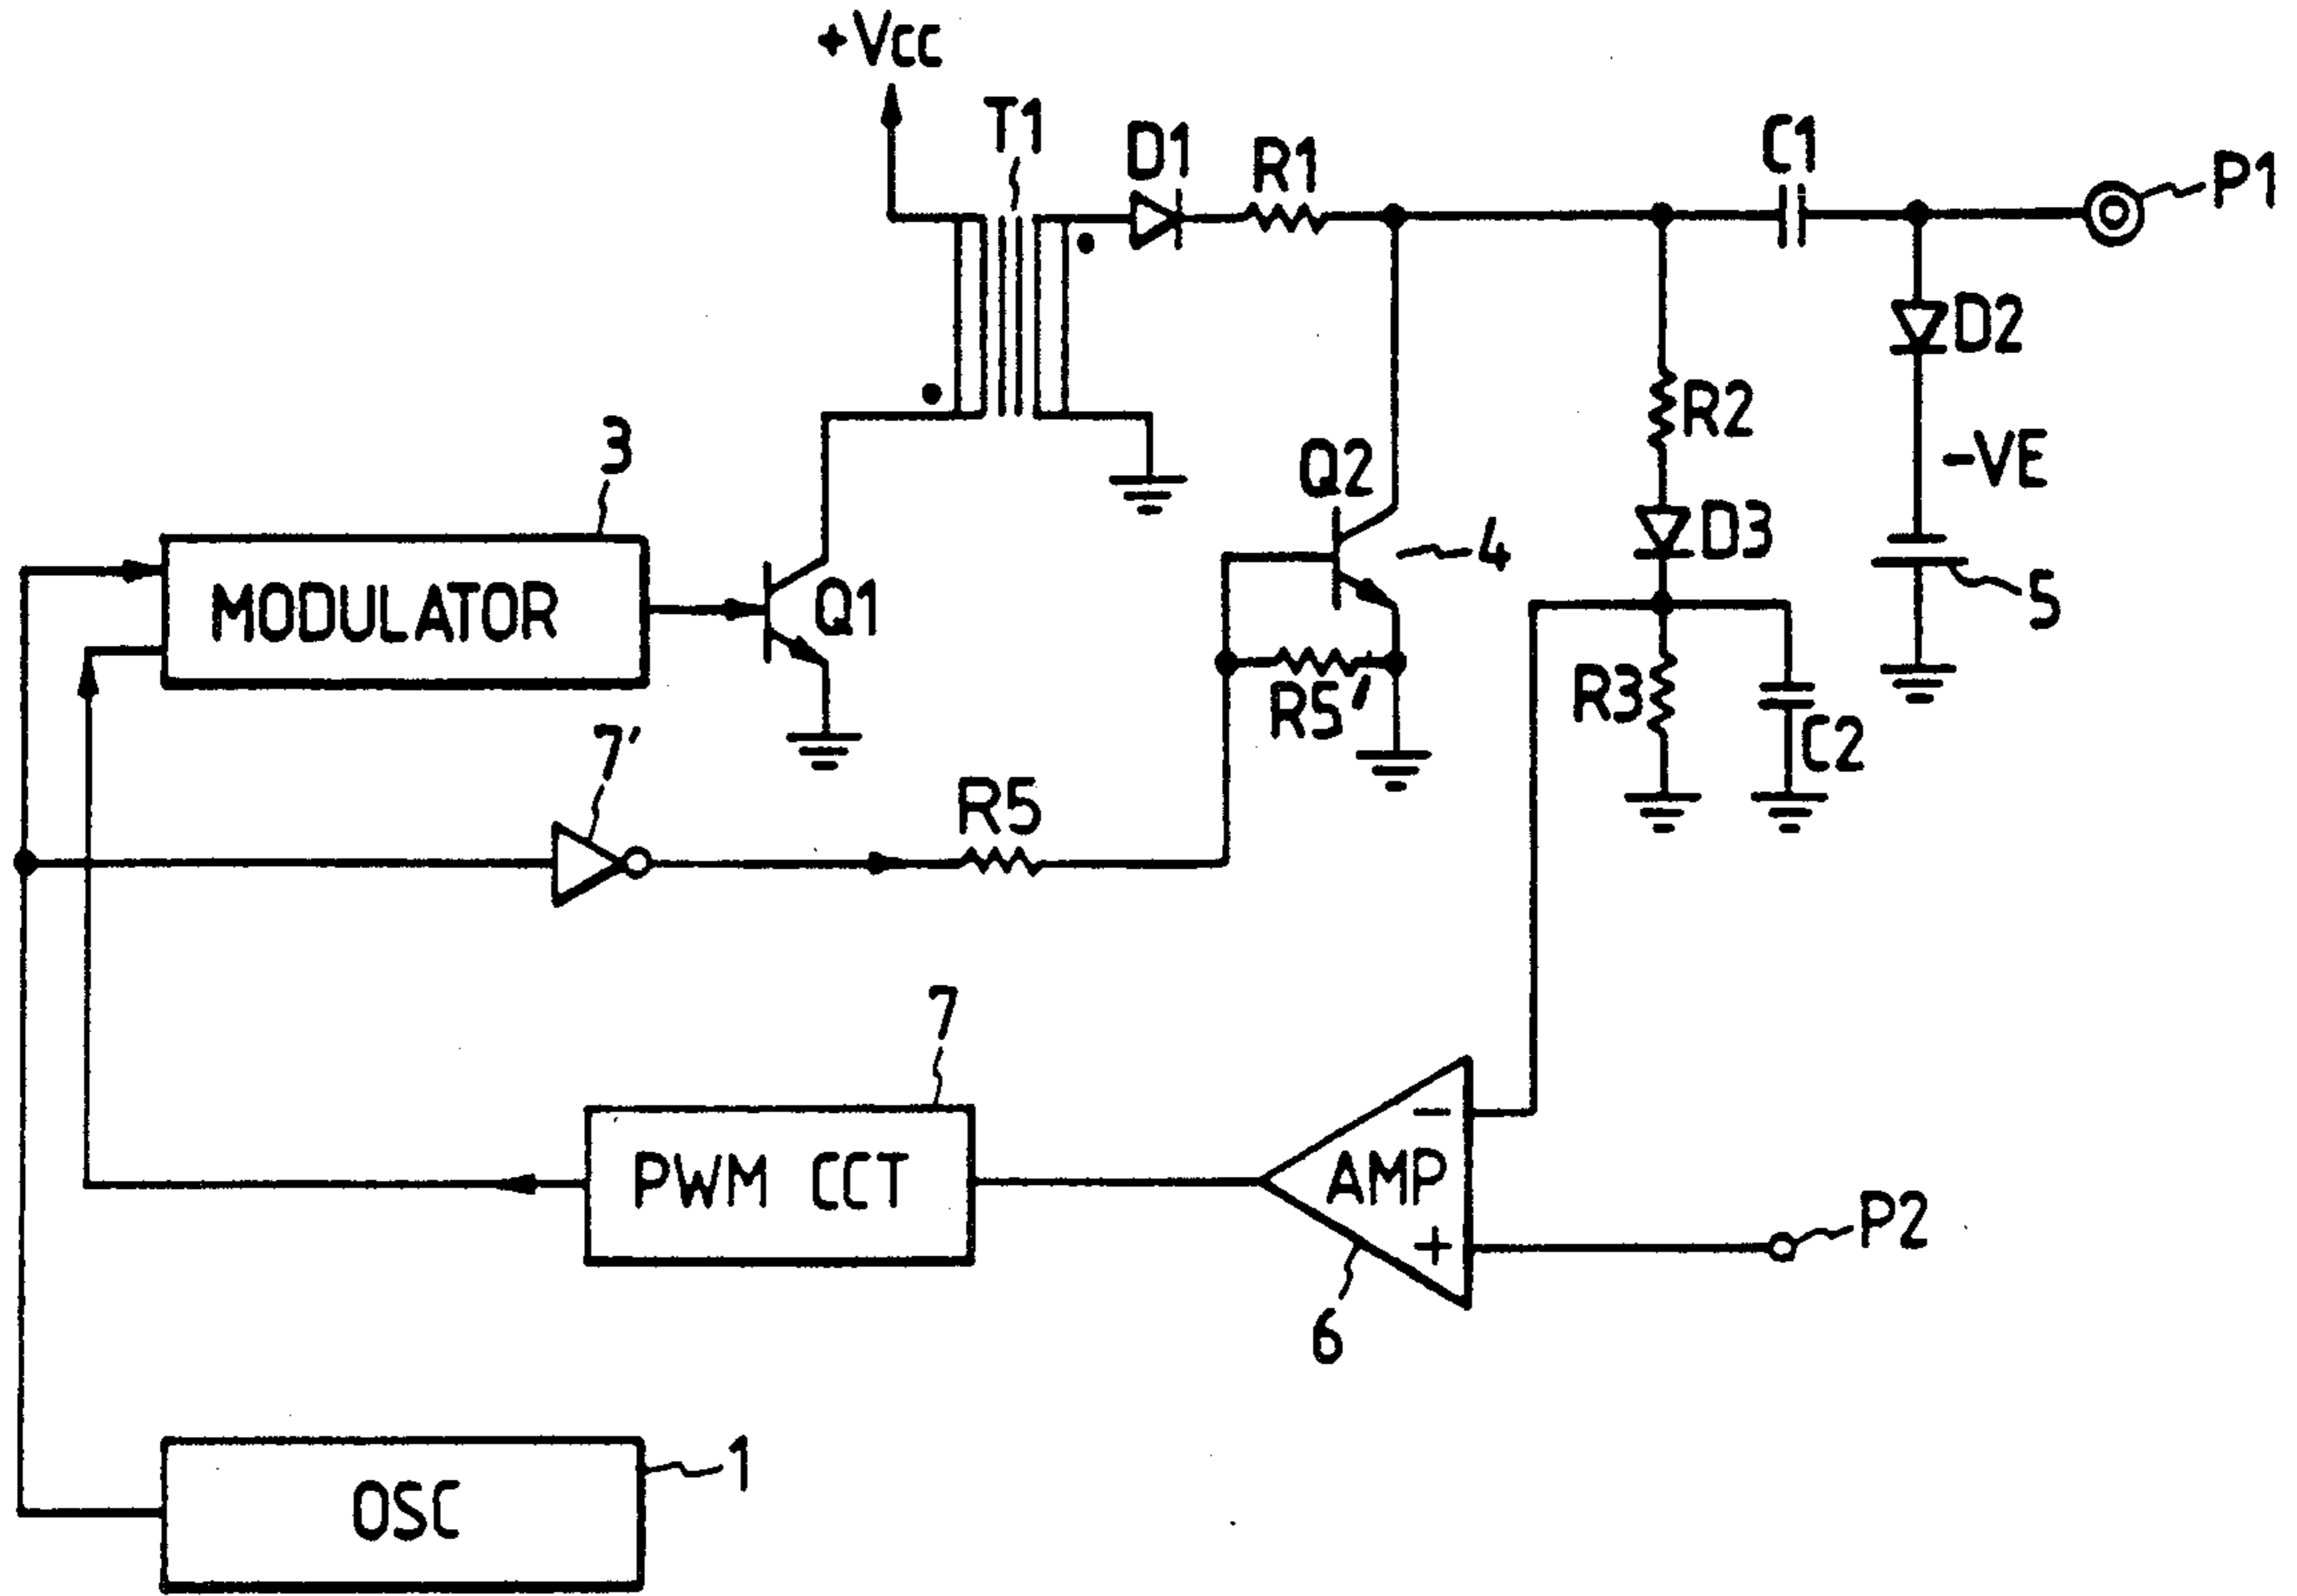 +VCC
T1
D1
R1
C1
P1
D2
R2
-VE
Q2
3
D3
4
MODULATOR
Q1
5
R3
R5'
C2
7'
R5
7
PWM CCT
-
AMP
+
P2
6
1
OSC